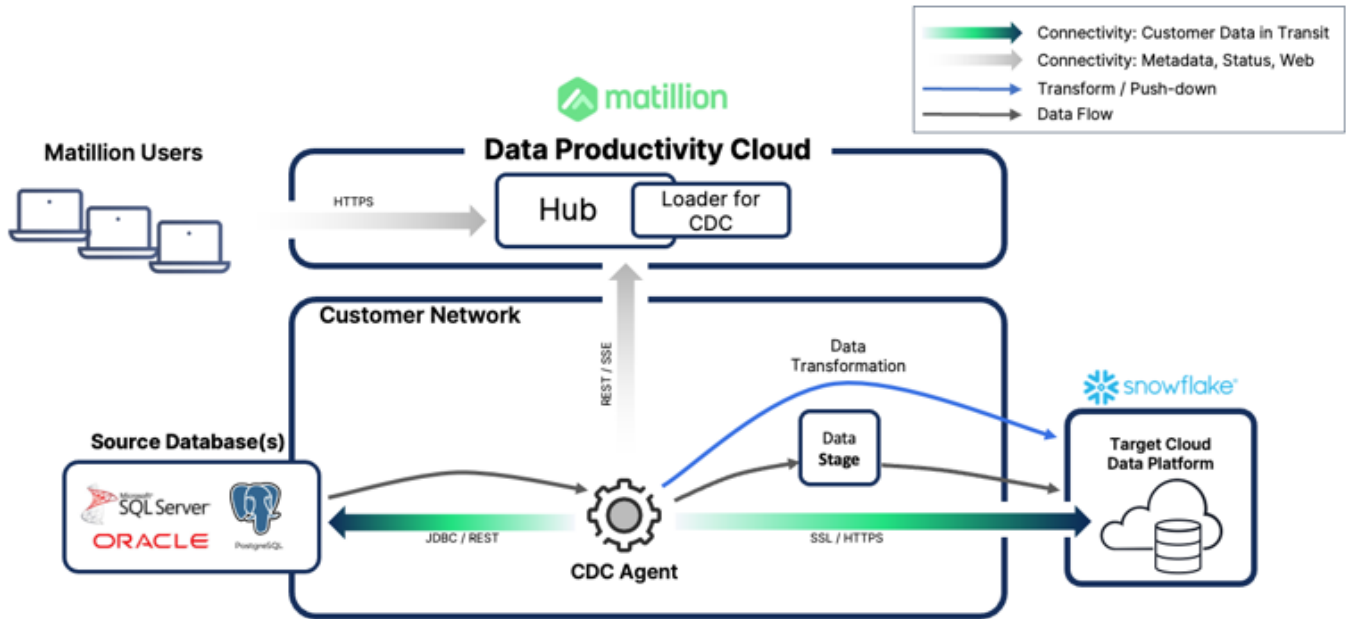 Connectivity: Customer Data in Transit
Connectivity: Metadata, Status, Web
Transform / Push-down
Data Flow
matillion
Matillion Users
Data Productivity Cloud
HTTPS
Hub
Loader for
CDC
Customer Network
REST / SSE
Data
Transformation
snowflake
Source Database(s)
Data
Stage
Target Cloud
Data Platform
Microsoft
SQL Server
ORACLE
PostgreSQL
JDBC / REST
SSL / HTTPS
CDC Agent